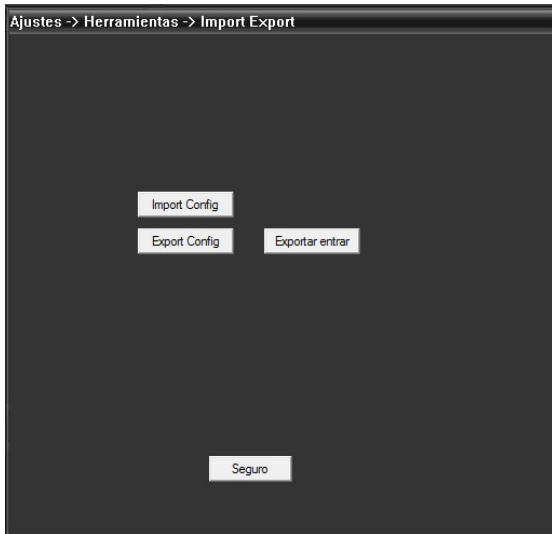 Ajustes -> Herramientas -> Import Export
Import Config
Export Config Exportar entrar
Seguro